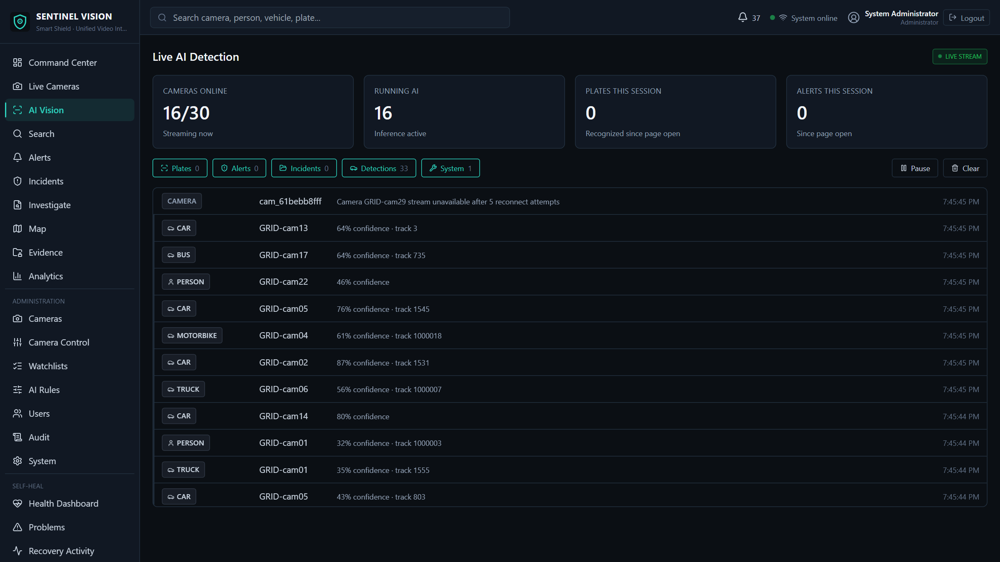 SENTINEL VISION
Smart Shield · Unified Video Int...
Search camera, person, vehicle, plate...
37
System online
System Administrator
Administrator
Logout
Command Center
Live Cameras
AI Vision
Search
Alerts
Incidents
Investigate
Map
Evidence
Analytics
ADMINISTRATION
Cameras
Camera Control
Watchlists
AI Rules
Users
Audit
System
SELF-HEAL
Health Dashboard
Problems
Recovery Activity
Live AI Detection
LIVE STREAM
CAMERAS ONLINE
16/30
Streaming now
RUNNING AI
16
Inference active
PLATES THIS SESSION
0
Recognized since page open
ALERTS THIS SESSION
0
Since page open
Plates 0
Alerts 0
Incidents 0
Detections 33
System 1
Pause
Clear
CAMERA cam_61bebb8fff Camera GRID-cam29 stream unavailable after 5 reconnect attempts 7:45:45 PM
CAR GRID-cam13 64% confidence · track 3 7:45:45 PM
BUS GRID-cam17 64% confidence · track 735 7:45:45 PM
PERSON GRID-cam22 46% confidence 7:45:45 PM
CAR GRID-cam05 76% confidence · track 1545 7:45:45 PM
MOTORBIKE GRID-cam04 61% confidence · track 1000018 7:45:45 PM
CAR GRID-cam02 87% confidence · track 1531 7:45:45 PM
TRUCK GRID-cam06 56% confidence · track 1000007 7:45:45 PM
CAR GRID-cam14 80% confidence 7:45:44 PM
PERSON GRID-cam01 32% confidence · track 1000003 7:45:44 PM
TRUCK GRID-cam01 35% confidence · track 1555 7:45:44 PM
CAR GRID-cam05 43% confidence · track 803 7:45:44 PM